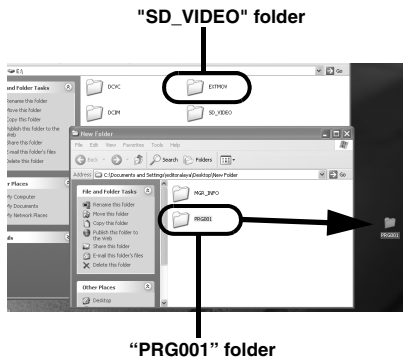 "SD_VIDEO" folder
E:\
Go
and Folder Tasks
Rename this folder
Move this folder
Copy this folder
Publish this folder to the
Web
Share this folder
E-mail this folder's files
Delete this folder
DCVC
EXTMOV
DCIM
SD_VIDEO
r Places
My Computer
My Documents
My Network Places
New Folder
File Edit View Favorites Tools Help
Back
Search
Folders
Address
C:\Documents and Settings\editoralaya\Desktop\New Folder
Go
File and Folder Tasks
Rename this folder
Move this folder
Copy this folder
Publish this folder to
the Web
Share this folder
E-mail this folder's files
Delete this folder
Other Places
Desktop
MGR_INFO
PRG001
PRG001
“PRG001” folder